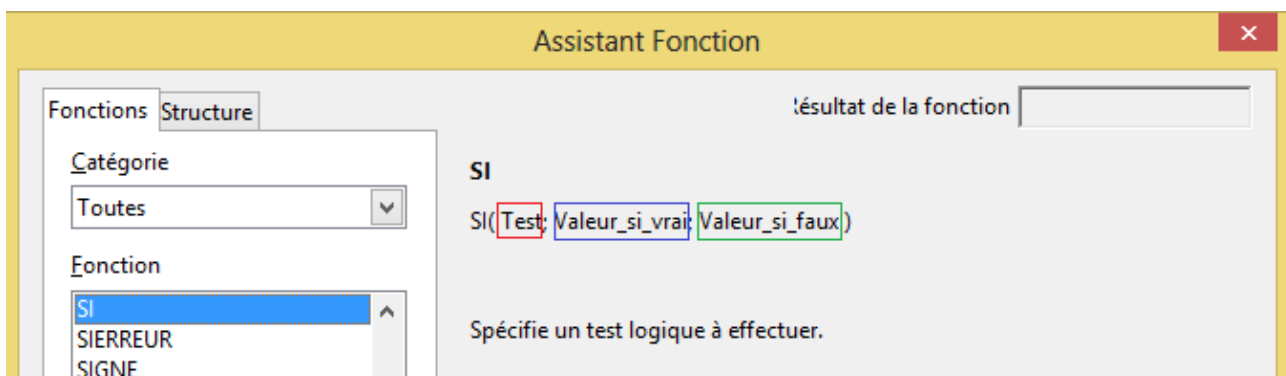 Assistant Fonction
Fonctions Structure
Résultat de la fonction
Catégorie
Toutes
SI
SI( Test; Valeur_si_vrai; Valeur_si_faux )
Fonction
SI
SIERREUR
SIGNE
Spécifie un test logique à effectuer.